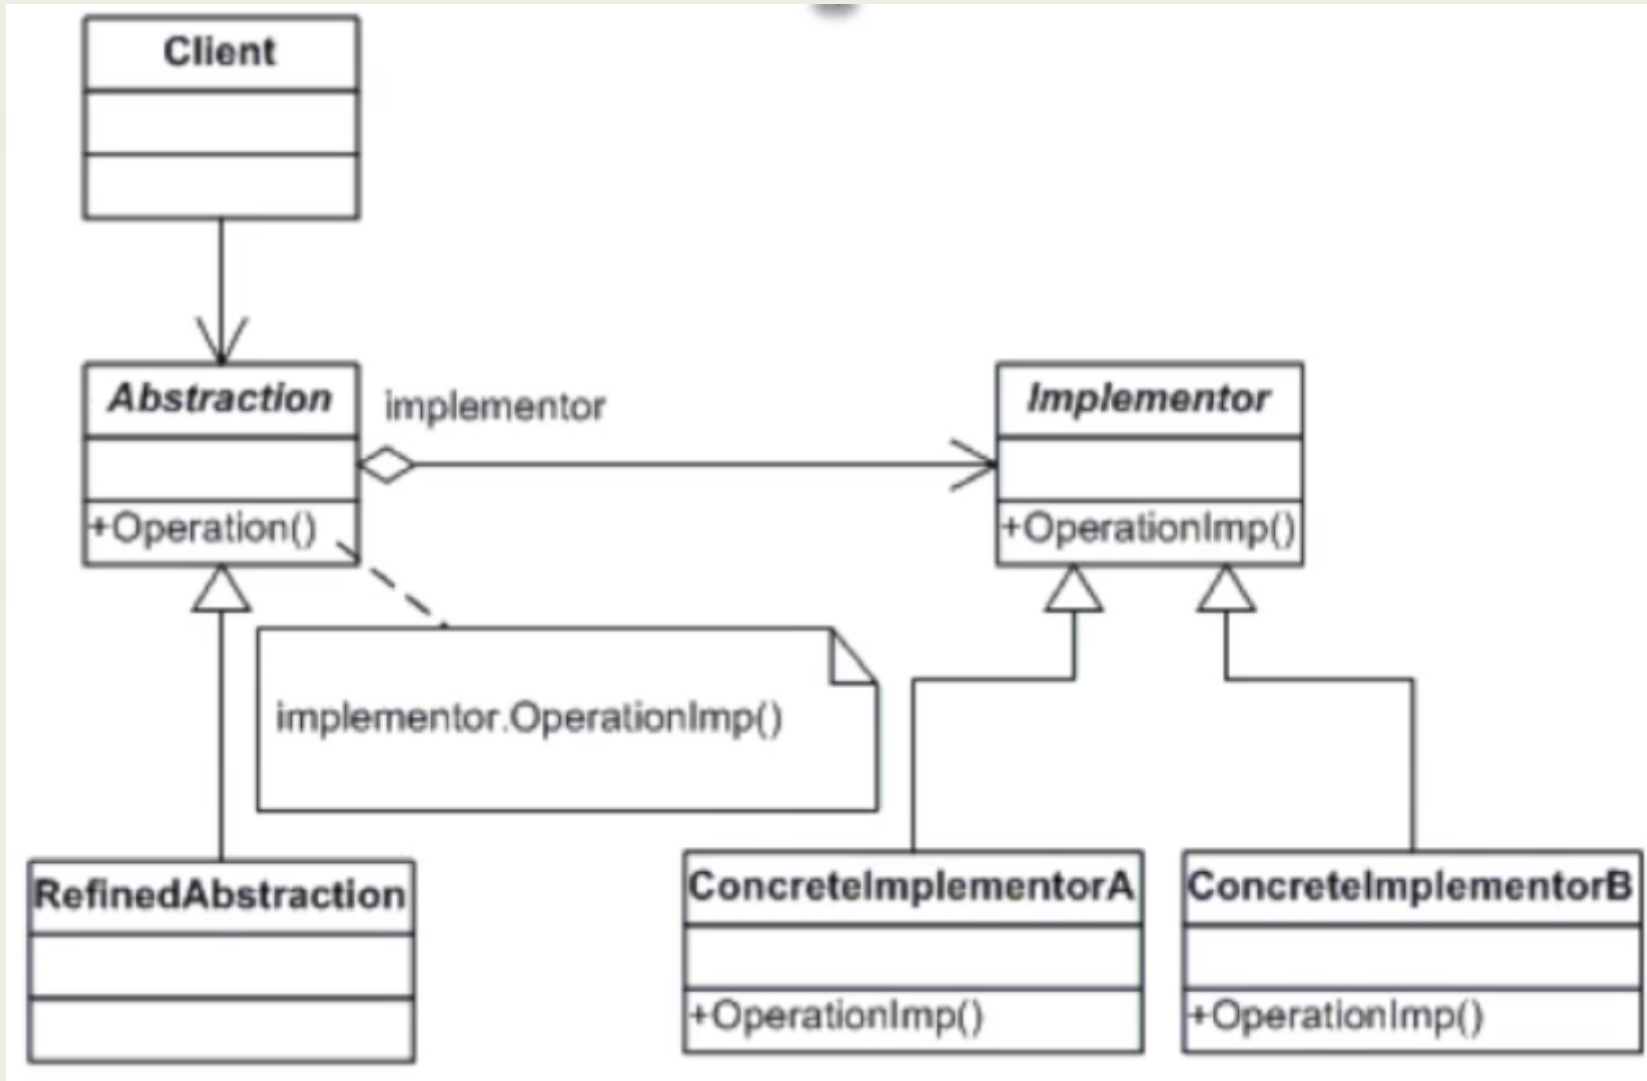 Client
Abstraction
implementor
Implementor
+Operation()
+OperationImp()
implementor.OperationImp()
RefinedAbstraction
ConcreteImplementorA
ConcreteImplementorB
+OperationImp()
+OperationImp()